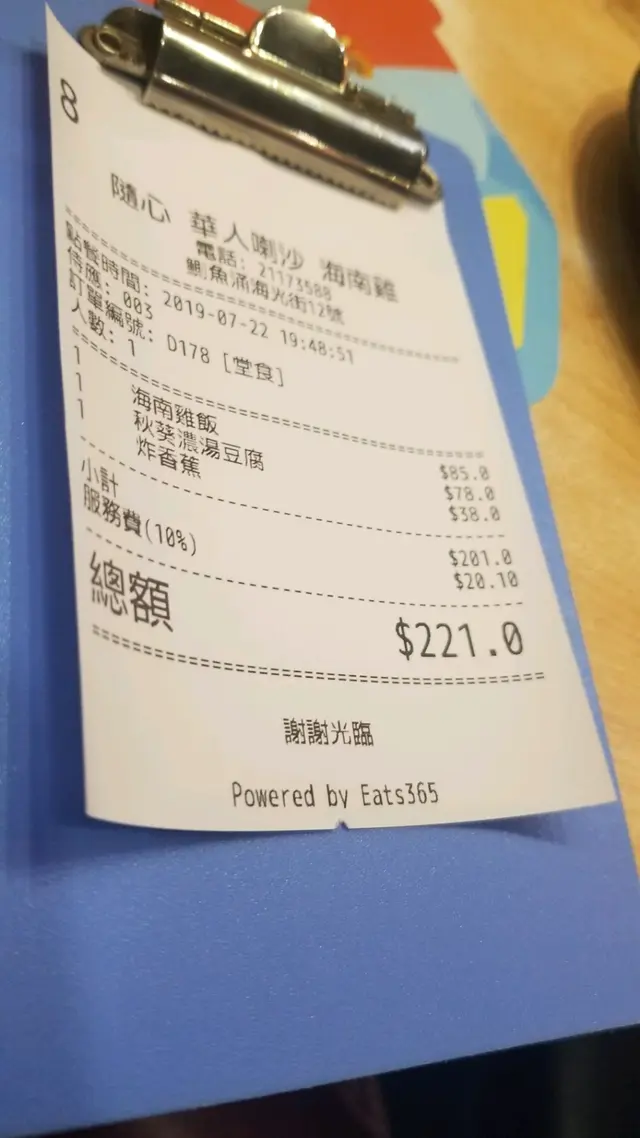 8
隨心 華人喇沙 海南雞
電話: 21173588
鰂魚涌海光街12號
點餐時間: 2019-07-22 19:48:51
侍應: 003
訂單編號: D178 [堂食]
人數: 1
1 海南雞飯 $85.0
1 秋葵濃湯豆腐 $78.0
1 炸香蕉 $38.0
小計 $201.0
服務費(10%) $20.10
總額 $221.0
謝謝光臨
Powered by Eats365